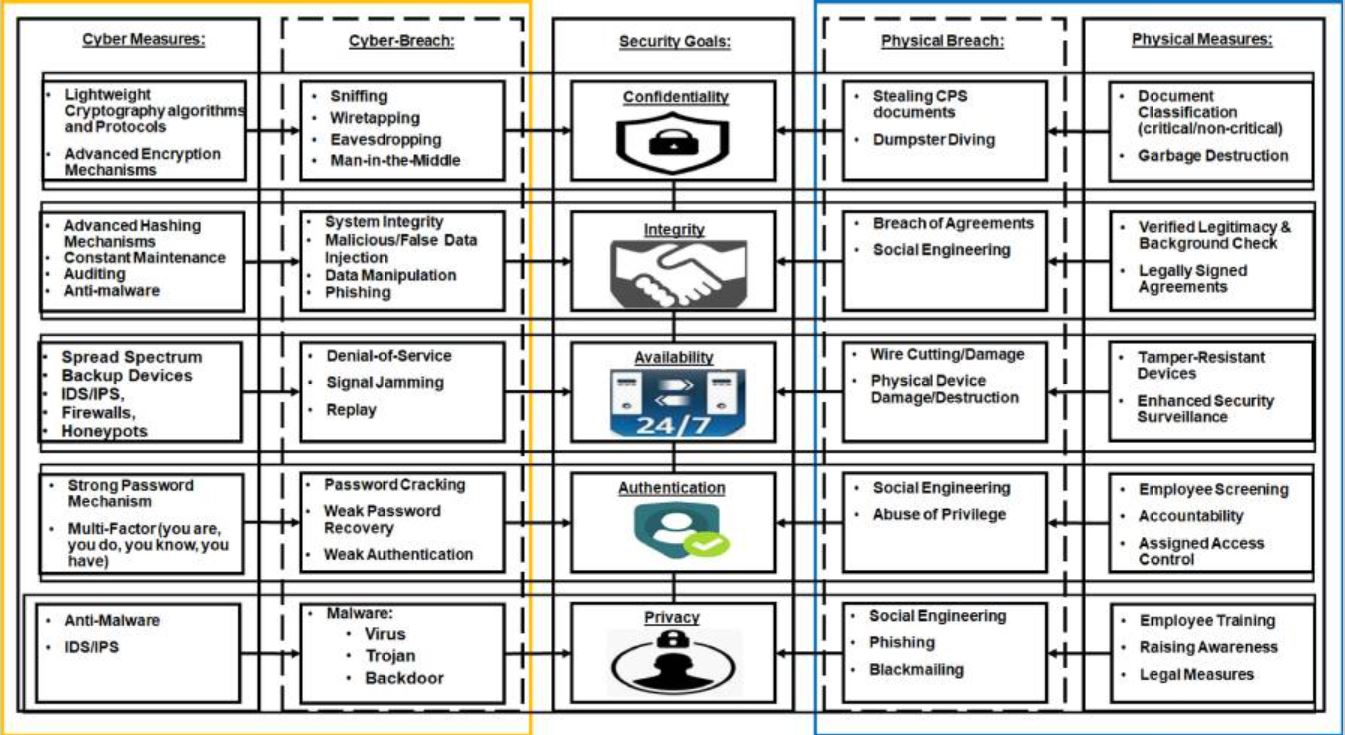 Cyber Measures:
Cyber-Breach:
Security Goals:
Physical Breach:
Physical Measures:
• Lightweight
Cryptography algorithms
and Protocols
• Advanced Encryption
Mechanisms
• Sniffing
• Wiretapping
• Eavesdropping
• Man-in-the-Middle
Confidentiality
• Stealing CPS
documents
• Dumpster Diving
• Document
Classification
(critical/non-critical)
• Garbage Destruction
• Advanced Hashing
Mechanisms
• Constant Maintenance
• Auditing
• Anti-malware
• System Integrity
• Malicious/False Data
Injection
• Data Manipulation
• Phishing
Integrity
• Breach of Agreements
• Social Engineering
• Verified Legitimacy &
Background Check
• Legally Signed
Agreements
• Spread Spectrum
• Backup Devices
• IDS/IPS,
• Firewalls,
• Honeypots
• Denial-of-Service
• Signal Jamming
• Replay
Availability
24/7
• Wire Cutting/Damage
• Physical Device
Damage/Destruction
• Tamper-Resistant
Devices
• Enhanced Security
Surveillance
• Strong Password
Mechanism
• Multi-Factor (you are,
you do, you know, you
have)
• Password Cracking
• Weak Password
Recovery
• Weak Authentication
Authentication
• Social Engineering
• Abuse of Privilege
• Employee Screening
• Accountability
• Assigned Access
Control
• Anti-Malware
• IDS/IPS
• Malware:
• Virus
• Trojan
• Backdoor
Privacy
• Social Engineering
• Phishing
• Blackmailing
• Employee Training
• Raising Awareness
• Legal Measures